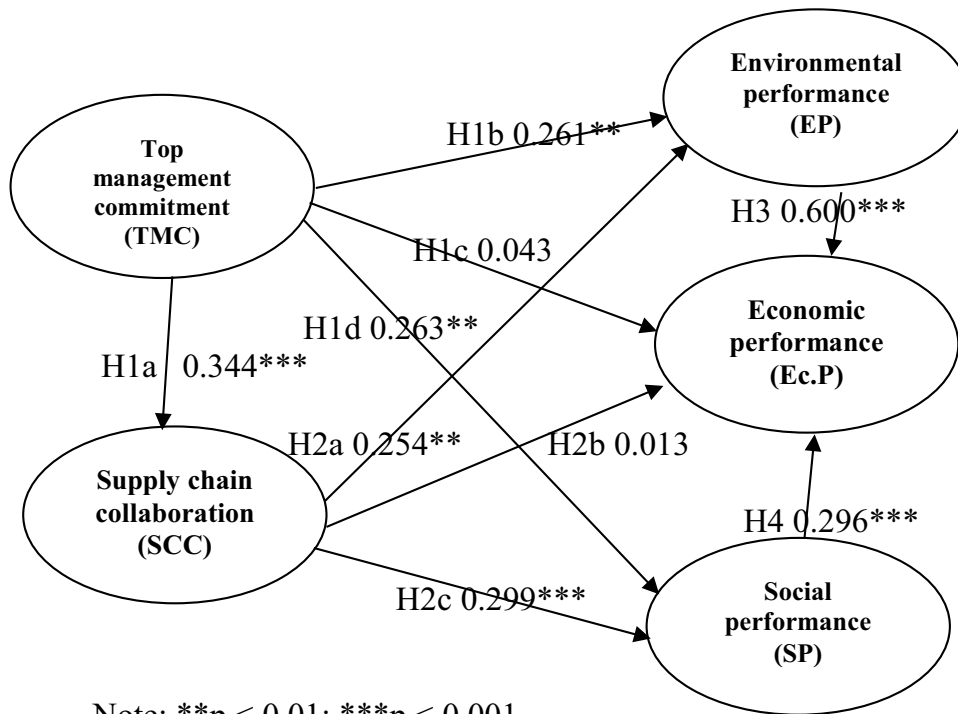 Environmental
performance
(EP)
Top
management
commitment
(TMC)
H1b 0.261**
H3 0.600***
H1c 0.043
Economic
performance
(Ec.P)
H1d 0.263**
H1a 0.344***
H2a 0.254**
H2b 0.013
Supply chain
collaboration
(SCC)
H4 0.296***
H2c 0.299***
Social
performance
(SP)
Note: **p < 0.01; ***p < 0.001